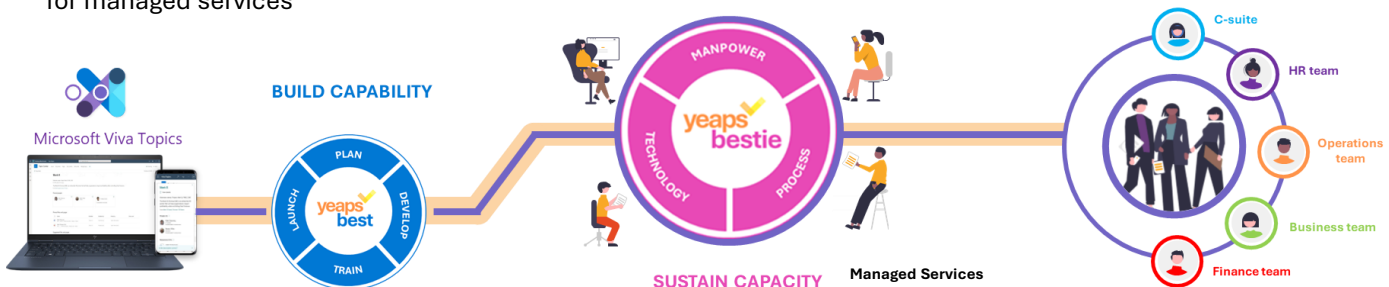 for managed services
Microsoft Viva Topics
BUILD CAPABILITY
PLAN
DEVELOP
TRAIN
LAUNCH
yeaps
best
MANPOWER
PROCESS
TECHNOLOGY
yeaps
bestie
SUSTAIN CAPACITY
Managed Services
C-suite
HR team
Operations
team
Business team
Finance team